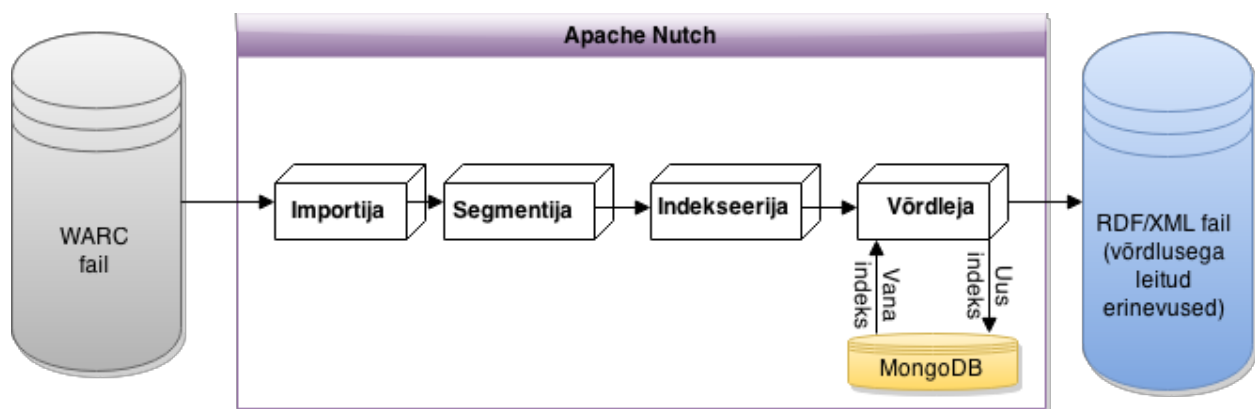 Apache Nutch
WARC
fail
Importija
Segmentija
Indekseerija
Võrdleja
Vana
indeks
Uus
indeks
MongoDB
RDF/XML fail
(võrdlusega
leitud
erinevused)